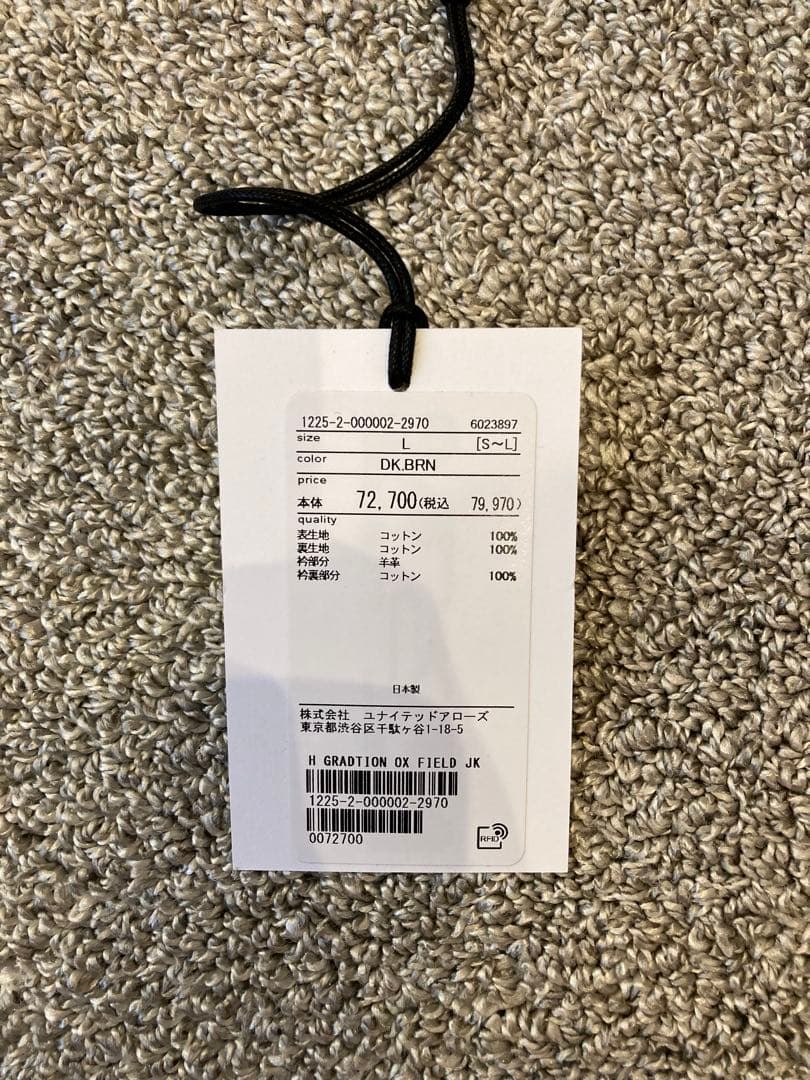 1225-2-000002-2970 6023897
size L [S～L]
color DK.BRN
price
本体 72,700(税込 79,970)
quality
表生地 コットン 100%
裏生地 コットン 100%
衿部分 羊革
衿裏部分 コットン 100%
日本製
株式会社 ユナイテッドアローズ
東京都渋谷区千駄ヶ谷1-18-5
H GRADTION OX FIELD JK
1225-2-000002-2970
0072700
RFID